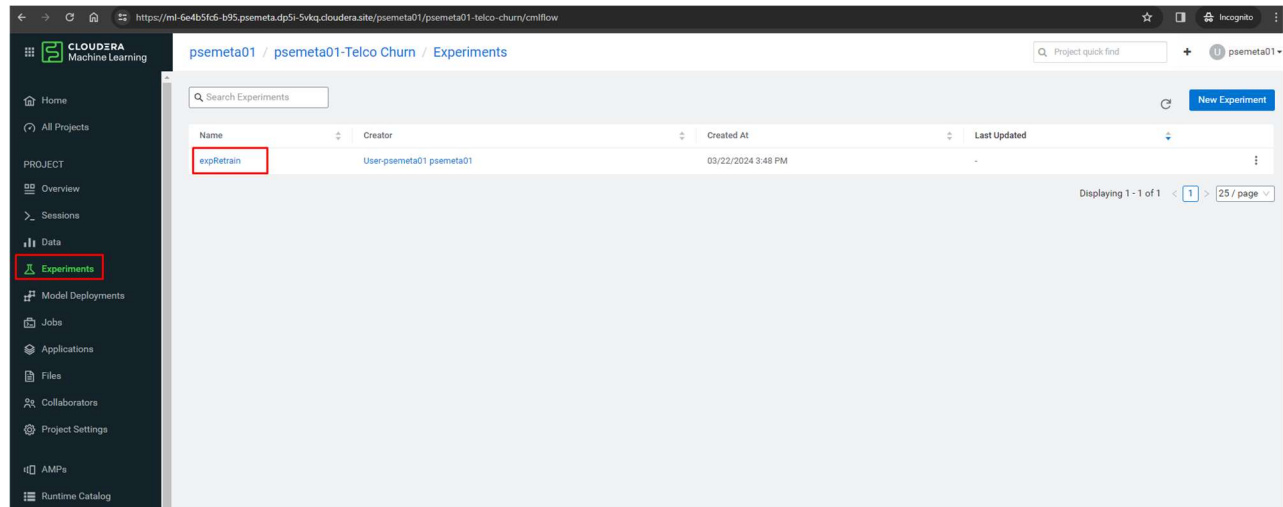 https://ml-6e4b5fc6-b95.psemeta.dp5i-5vkq.cloudera.site/psemeta01/psemeta01-telco-churn/cmlflow
Incognito
CLOUDERA
Machine Learning
psemeta01 / psemeta01-Telco Churn / Experiments
Project quick find
+
U psemeta01
Home
All Projects
PROJECT
Overview
Sessions
Data
Experiments
Model Deployments
Jobs
Applications
Files
Collaborators
Project Settings
AMPs
Runtime Catalog
Search Experiments
New Experiment
Name Creator Created At Last Updated
expRetrain User-psemeta01 psemeta01 03/22/2024 3:48 PM -
Displaying 1 - 1 of 1 < 1 > 25 / page